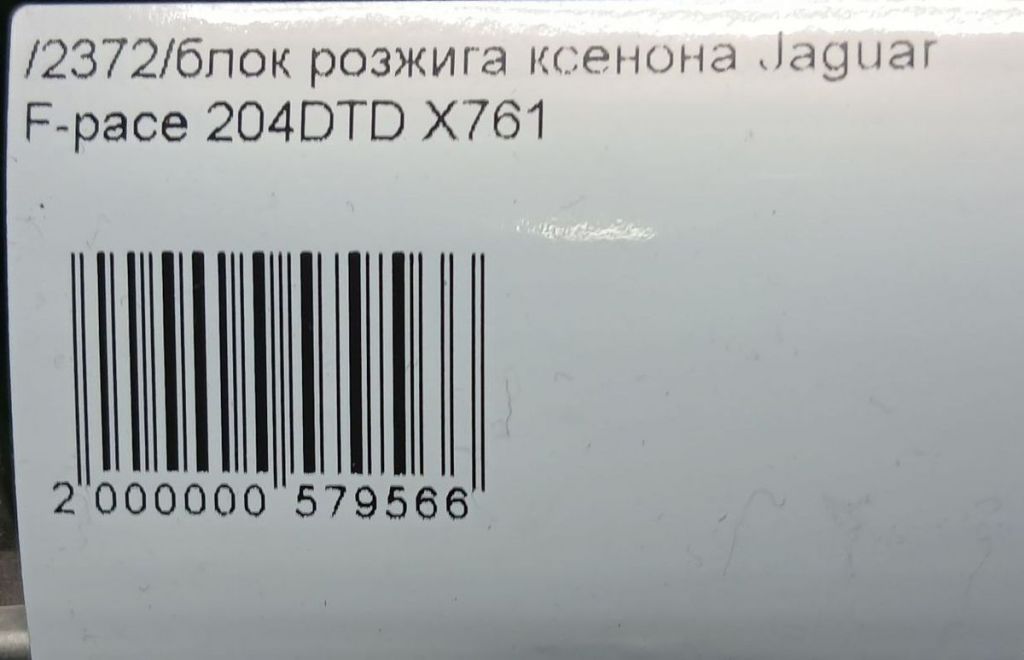 /2372/блок розжига ксенона Jaguar
F-pace 204DTD X761
2 000000 579566